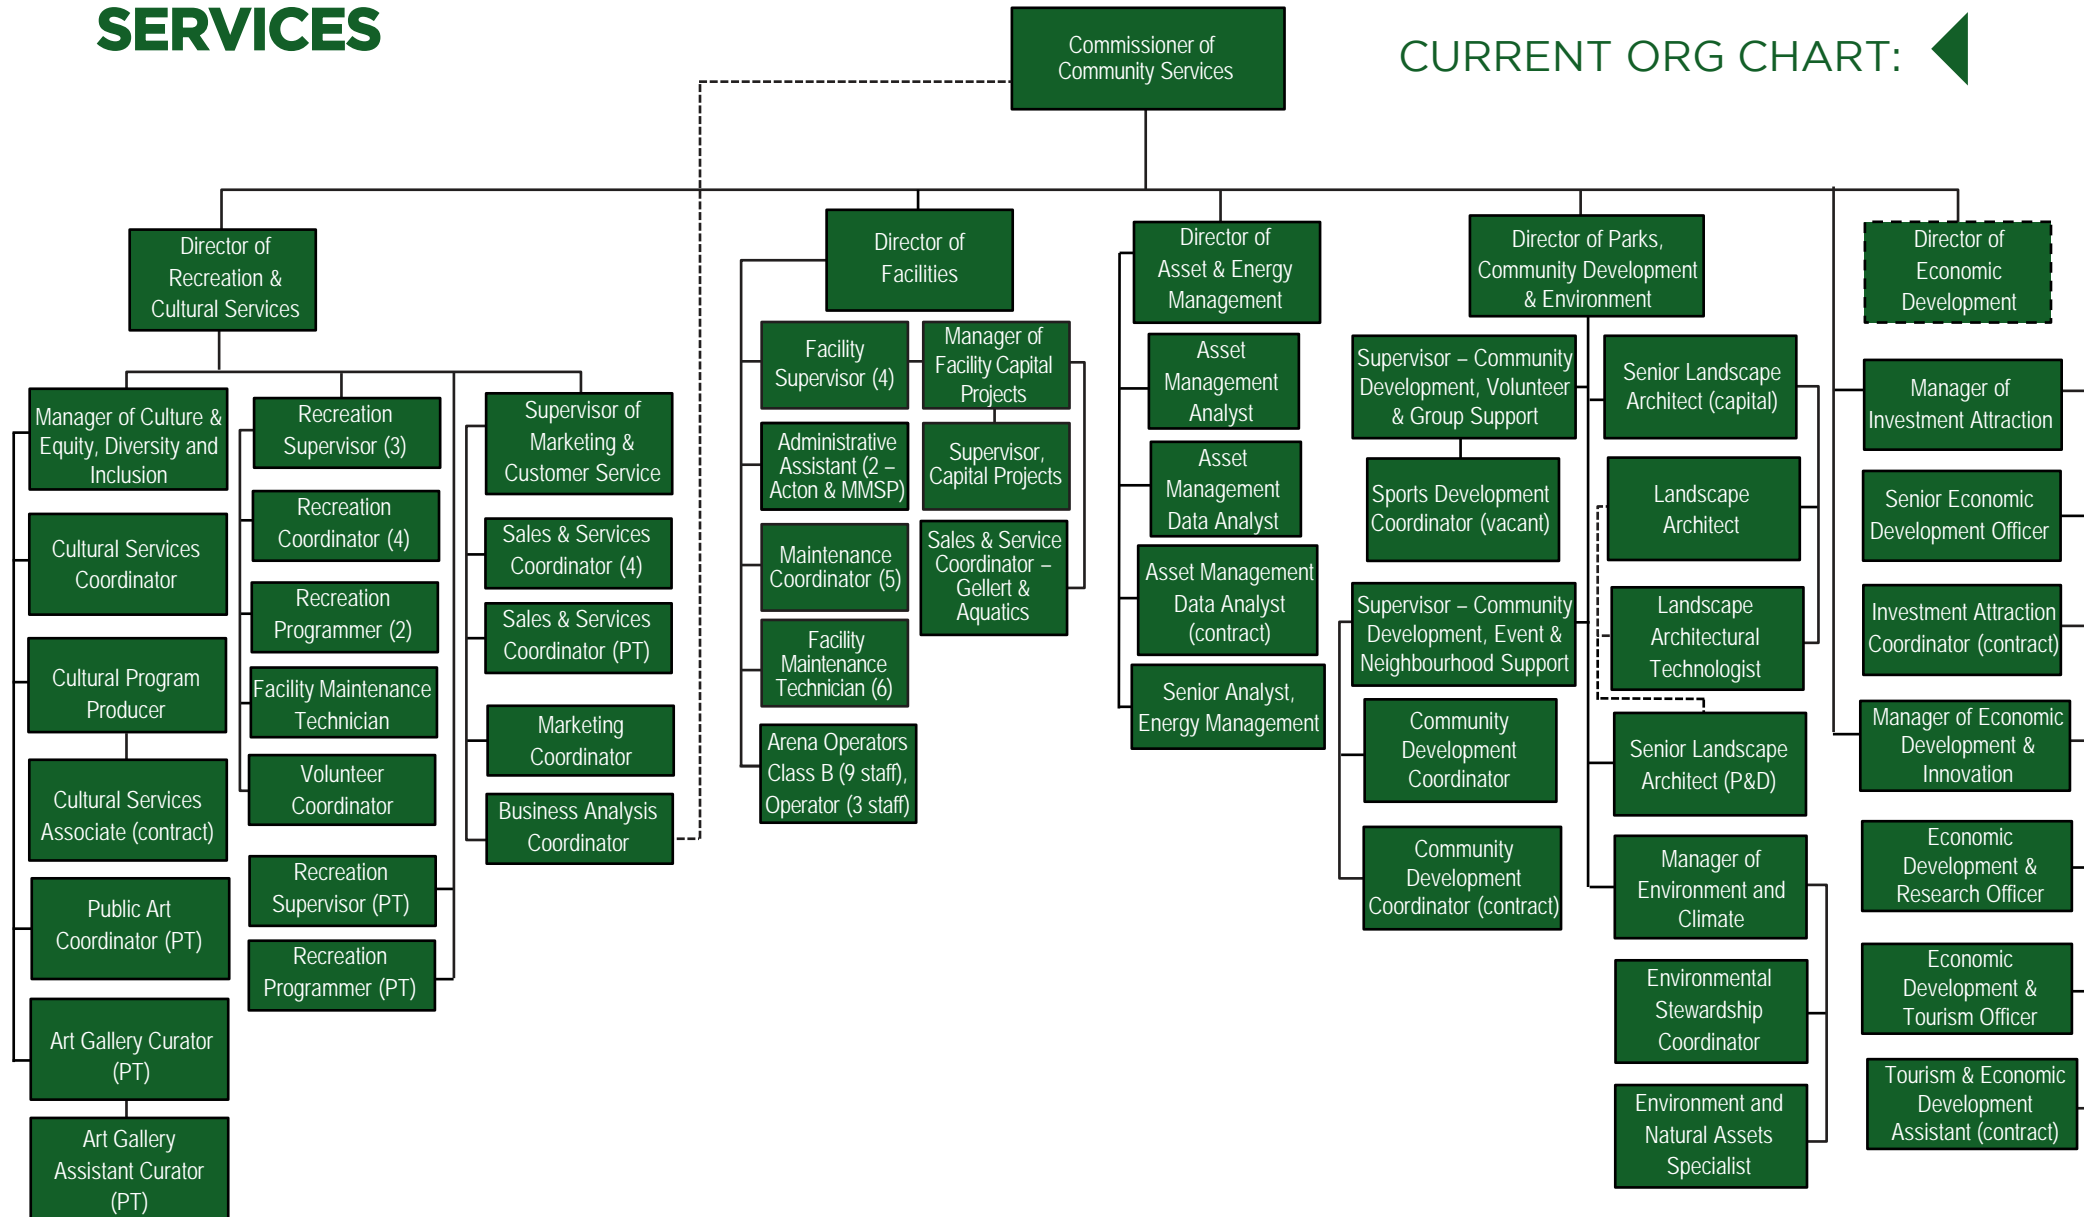 SERVICES
CURRENT ORG CHART:
Commissioner of
Community Services
Director of
Recreation &
Cultural Services
Manager of Culture &
Equity, Diversity and
Inclusion
Cultural Services
Coordinator
Cultural Program
Producer
Cultural Services
Associate (contract)
Public Art
Coordinator (PT)
Art Gallery Curator
(PT)
Art Gallery
Assistant Curator
(PT)
Recreation
Supervisor (3)
Recreation
Coordinator (4)
Recreation
Programmer (2)
Facility Maintenance
Technician
Volunteer
Coordinator
Recreation
Supervisor (PT)
Recreation
Programmer (PT)
Supervisor of
Marketing &
Customer Service
Sales & Services
Coordinator (4)
Sales & Services
Coordinator (PT)
Marketing
Coordinator
Business Analysis
Coordinator
Director of
Facilities
Facility
Supervisor (4)
Administrative
Assistant (2 –
Acton & MMSP)
Maintenance
Coordinator (5)
Facility
Maintenance
Technician (6)
Arena Operators
Class B (9 staff),
Operator (3 staff)
Manager of
Facility Capital
Projects
Supervisor,
Capital Projects
Sales & Service
Coordinator –
Gellert &
Aquatics
Director of
Asset & Energy
Management
Asset
Management
Analyst
Asset
Management
Data Analyst
Asset Management
Data Analyst
(contract)
Senior Analyst,
Energy Management
Director of Parks,
Community Development
& Environment
Supervisor – Community
Development, Volunteer
& Group Support
Sports Development
Coordinator (vacant)
Supervisor – Community
Development, Event &
Neighbourhood Support
Community
Development
Coordinator
Community
Development
Coordinator (contract)
Senior Landscape
Architect (capital)
Landscape
Architect
Landscape
Architectural
Technologist
Senior Landscape
Architect (P&D)
Manager of
Environment and
Climate
Environmental
Stewardship
Coordinator
Environment and
Natural Assets
Specialist
Director of
Economic
Development
Manager of
Investment Attraction
Senior Economic
Development Officer
Investment Attraction
Coordinator (contract)
Manager of Economic
Development &
Innovation
Economic
Development &
Research Officer
Economic
Development &
Tourism Officer
Tourism & Economic
Development
Assistant (contract)